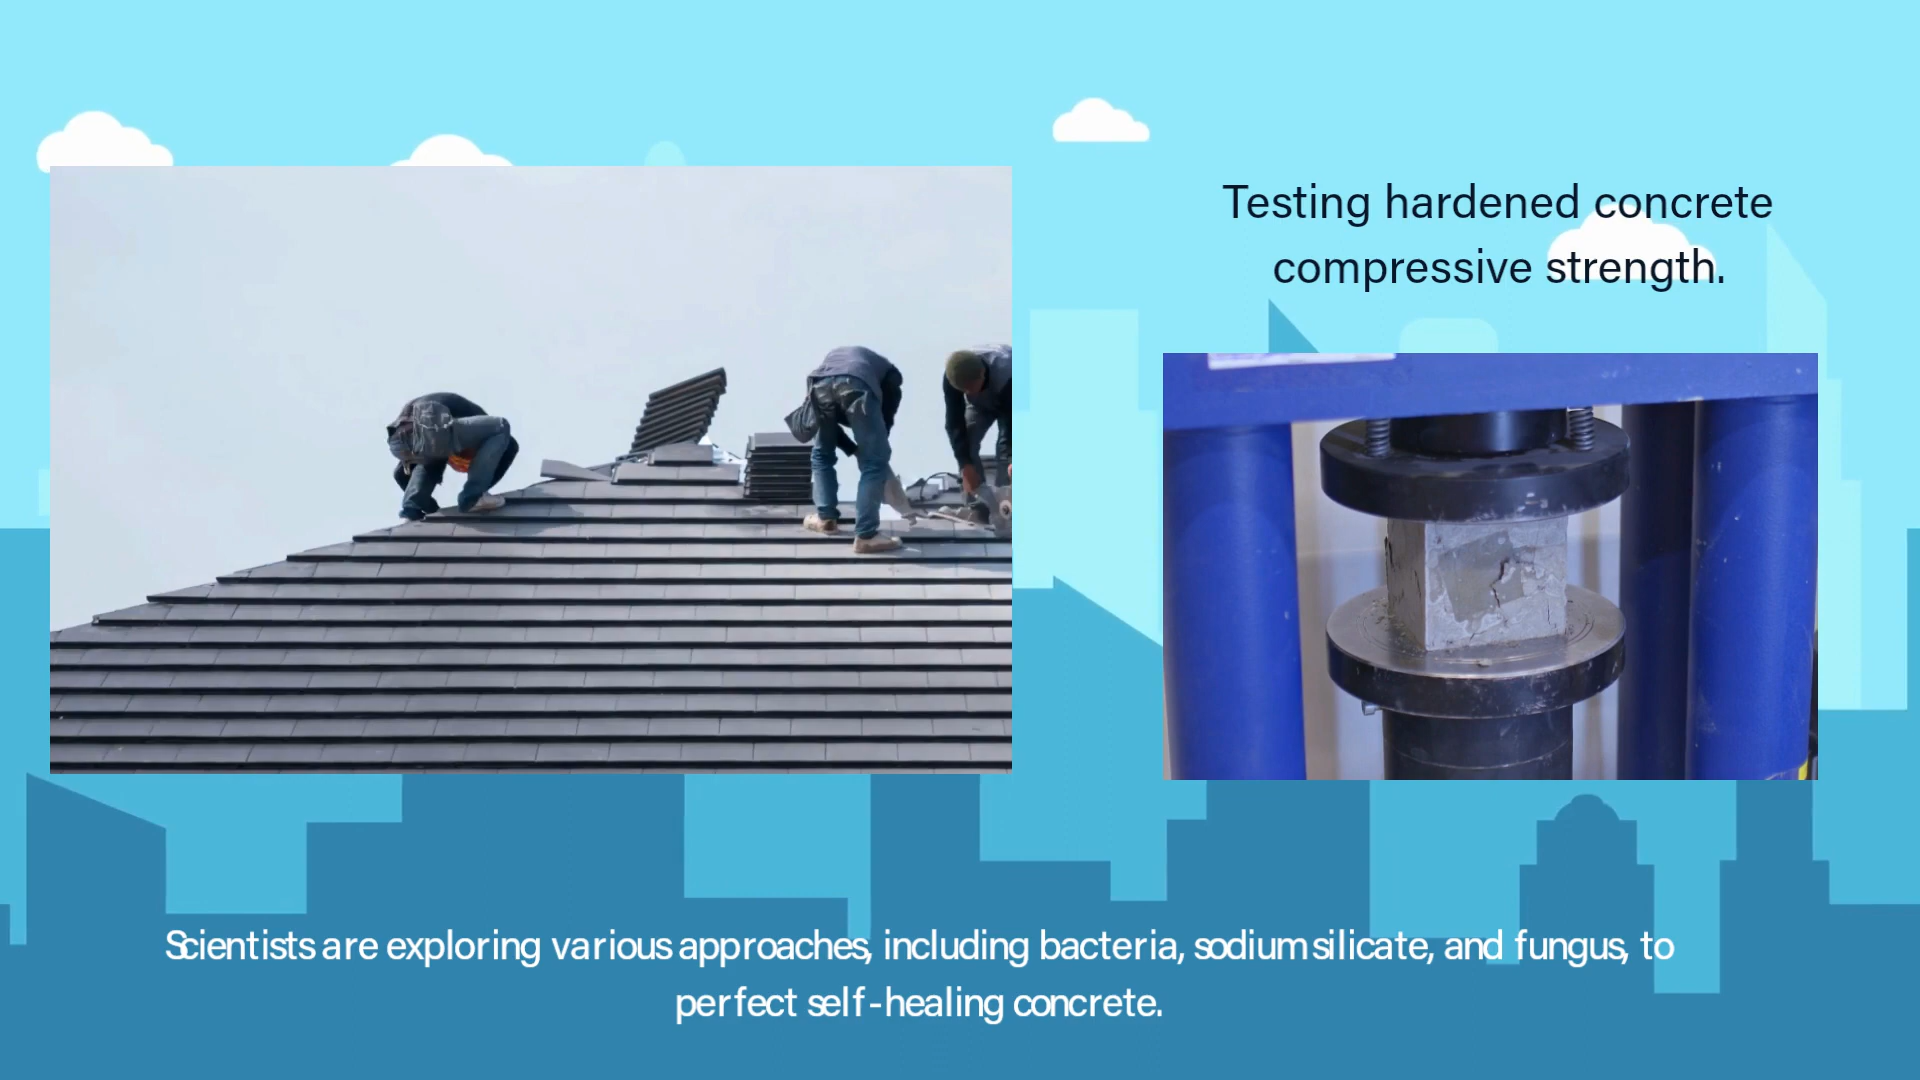 Testing hardened concrete
compressive strength.
Scientists are exploring various approaches, including bacteria, sodium silicate, and fungus, to
perfect self-healing concrete.